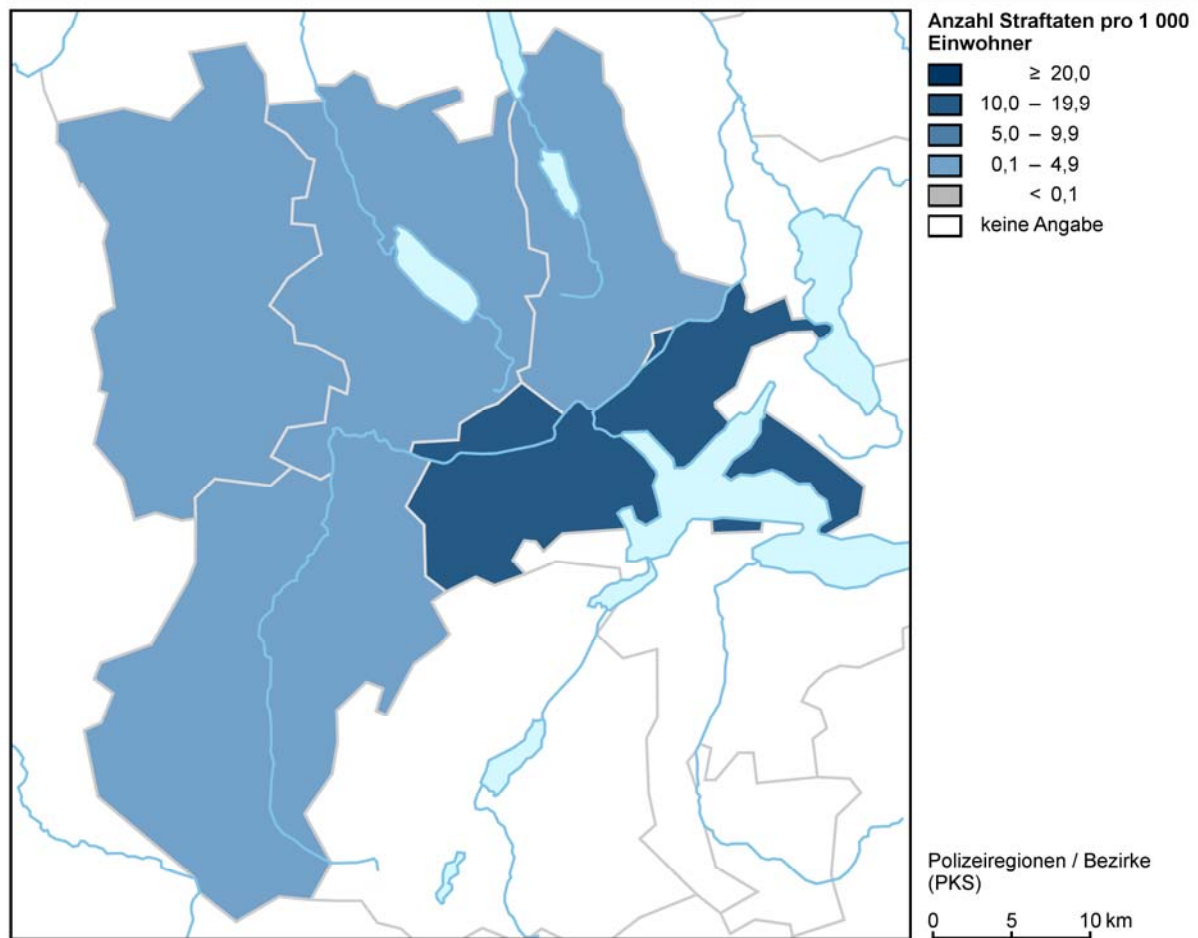 Anzahl Straftaten pro 1 000
Einwohner
≥ 20,0
10,0 – 19,9
5,0 – 9,9
0,1 – 4,9
< 0,1
keine Angabe
Polizeiregionen / Bezirke
(PKS)
0 5 10 km